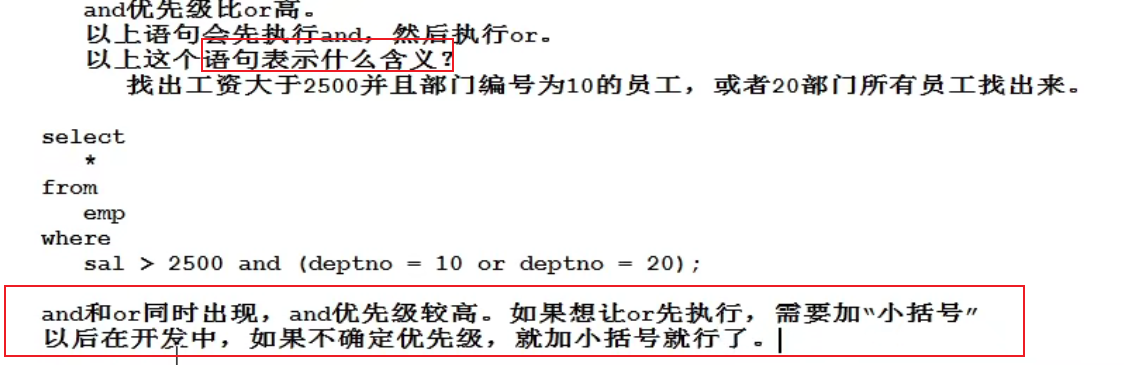 and优先级比or高。
以上语句会先执行and，然后执行or。
以上这个语句表示什么含义？
找出工资大于2500并且部门编号为10的员工，或者20部门所有员工找出来。
select
*
from
emp
where
sal > 2500 and (deptno = 10 or deptno = 20);
and和or同时出现，and优先级较高。如果想让or先执行，需要加“小括号”
以后在开发中，如果不确定优先级，就加小括号就行了。